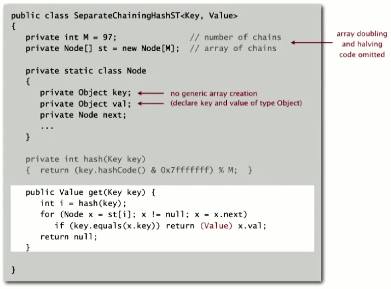 public class SeparateChainingHashST<Key, Value>
{
private int M = 97; // number of chains
private Node[] st = new Node[M]; // array of chains
array doubling
and halving
code omitted
private static class Node
{
private Object key;
no generic array creation
private Object val;
(declare key and value of type Object)
private Node next;
...
}
private int hash(Key key)
{ return (key.hashCode() & 0x7fffffff) % M; }
public Value get(Key key) {
int i = hash(key);
for (Node x = st[i]; x != null; x = x.next)
if (key.equals(x.key)) return (Value) x.val;
return null;
}
}